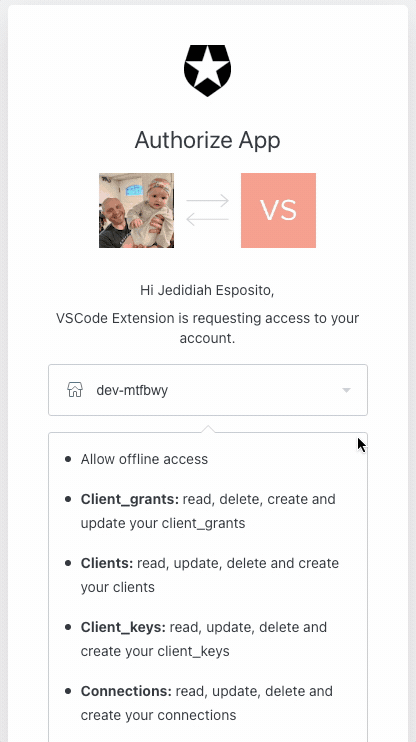 Authorize App
VS
Hi Jedidiah Esposito,
VSCode Extension is requesting access to your
account.
dev-mtfbwy
Allow offline access
Client_grants: read, delete, create and
update your client_grants
Clients: read, update, delete and create
your clients
Client_keys: read, update, delete and
create your client_keys
Connections: read, update, delete and
create your connections